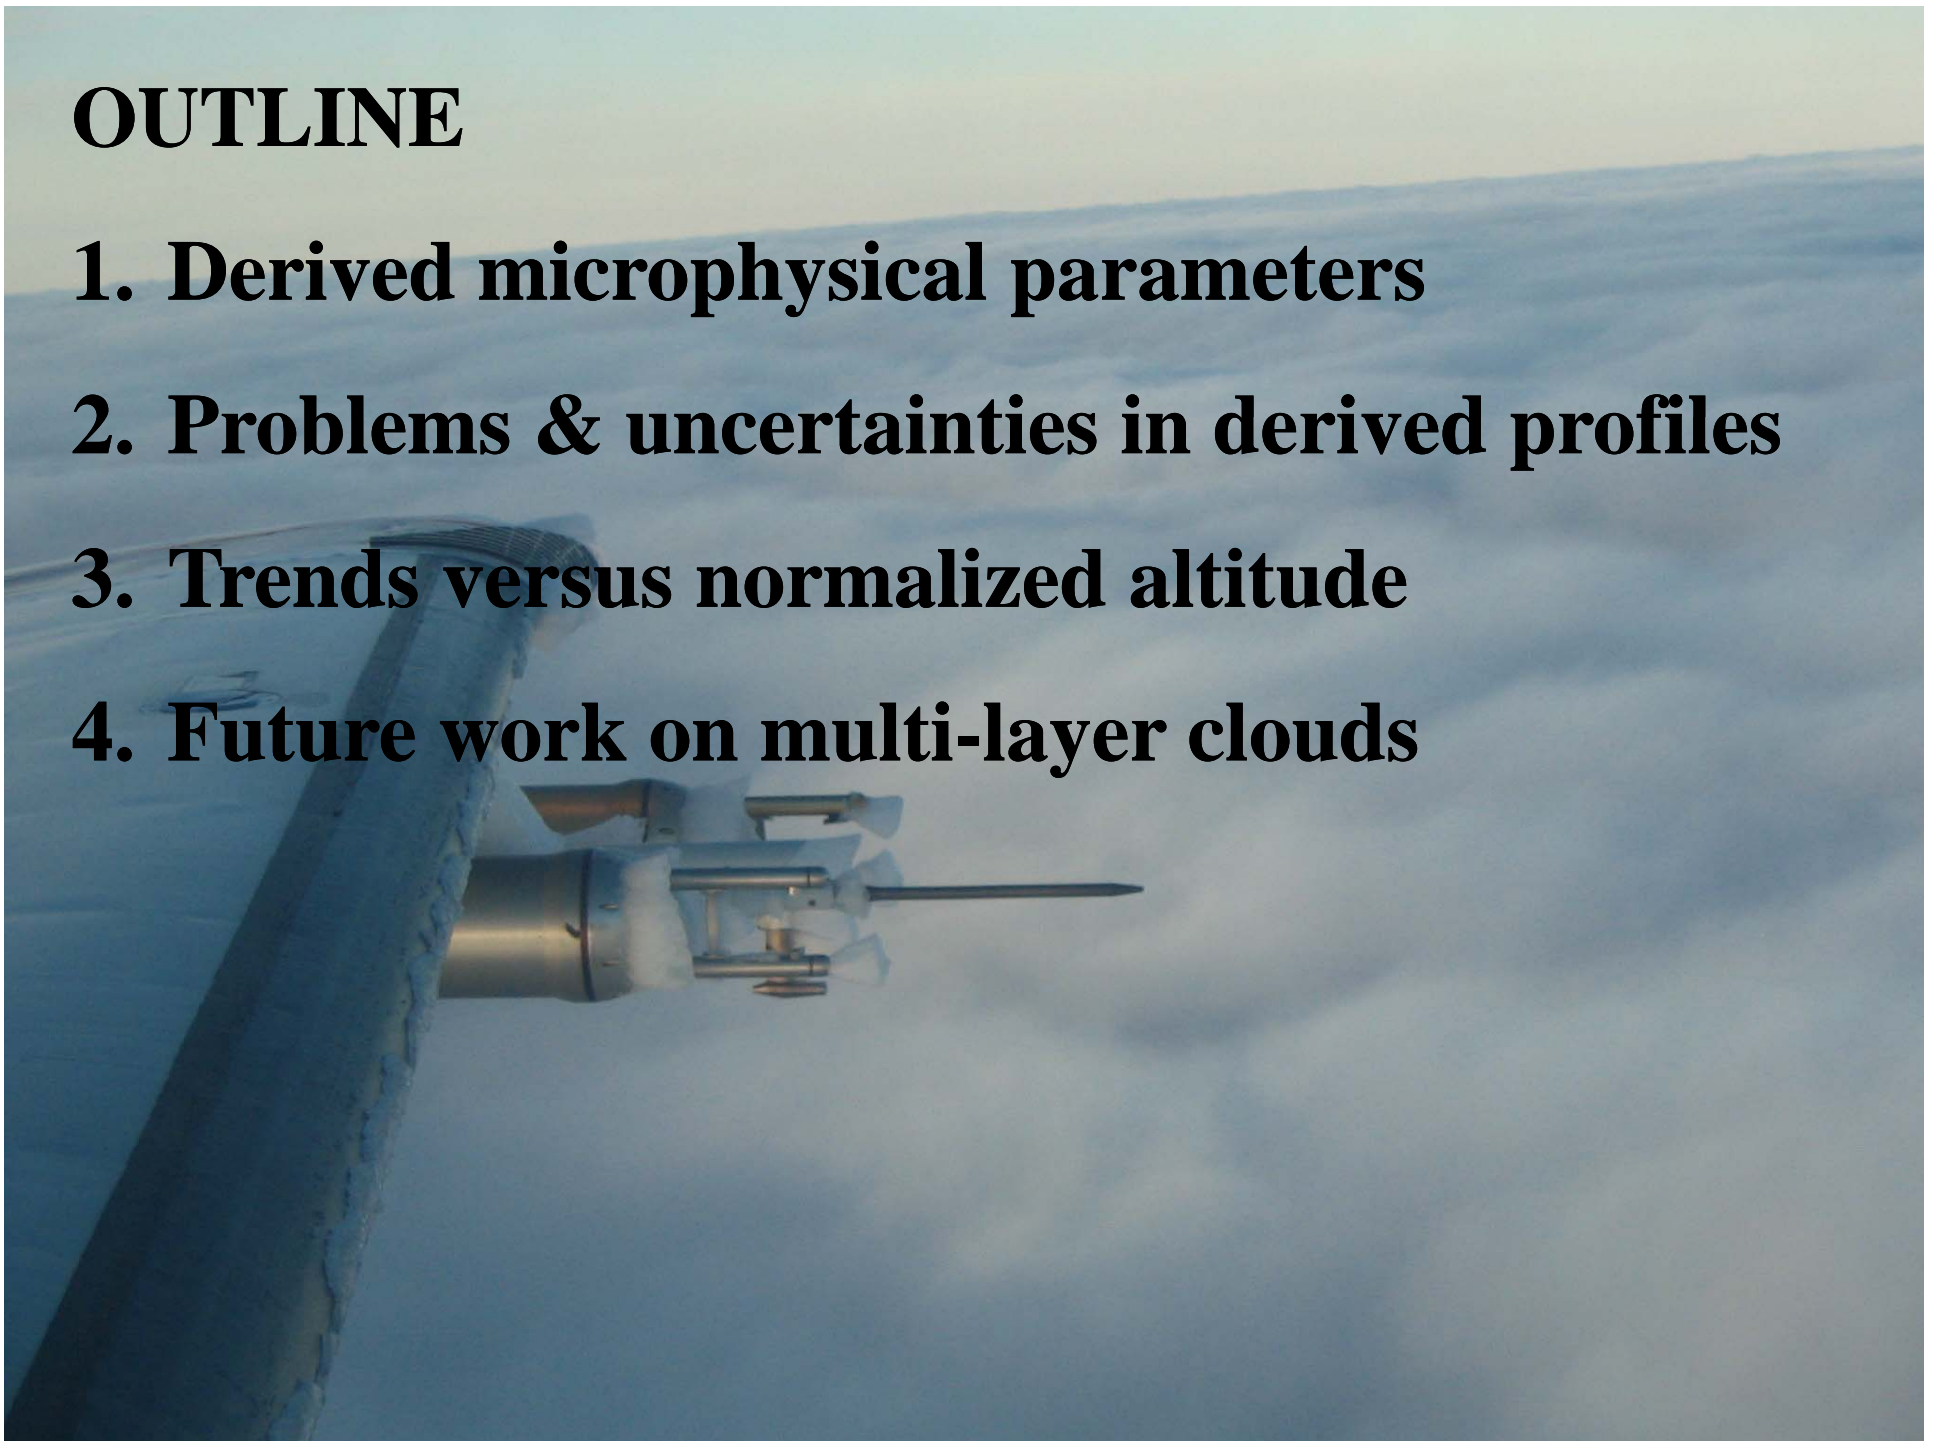 OUTLINE
1. Derived microphysical parameters
2. Problems & uncertainties in derived profiles
3. Trends versus normalized altitude
4. Future work on multi-layer clouds